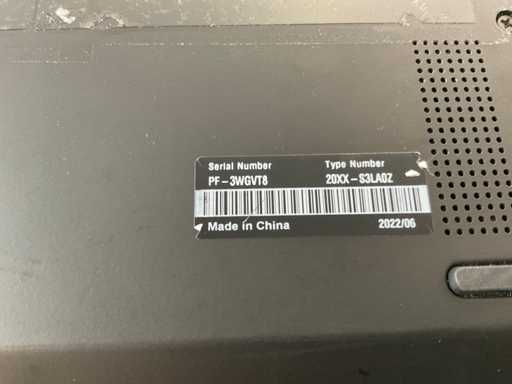 Serial Number Type Number
PF-3WGVT8 20XX-S3LA0Z
Made in China 2022/06